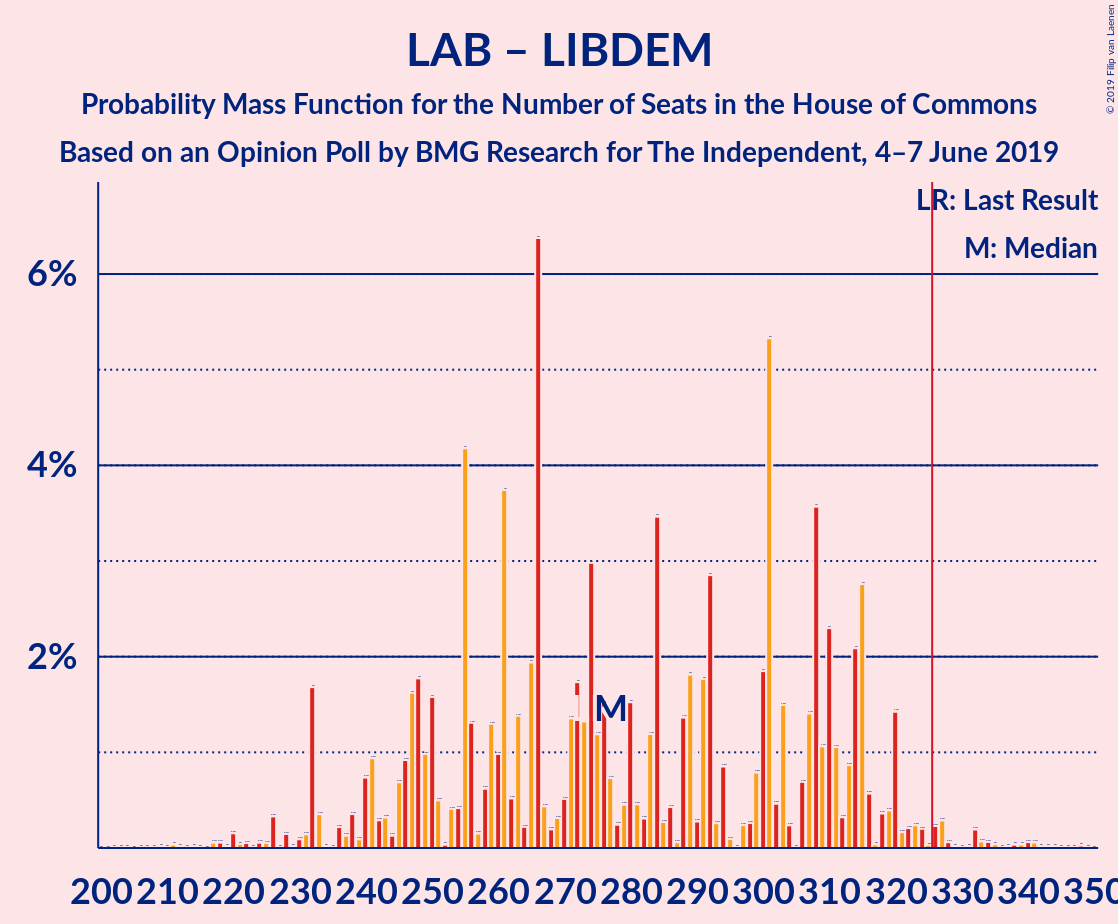 LAB – LIBDEM
Probability Mass Function for the Number of Seats in the House of Commons
Based on an Opinion Poll by BMG Research for The Independent, 4–7 June 2019
© 2019 Filip van Laenen
LR: Last Result
M: Median
6%
4%
2%
M
200 210 220 230 240 250 260 270 280 290 300 310 320 330 340 350